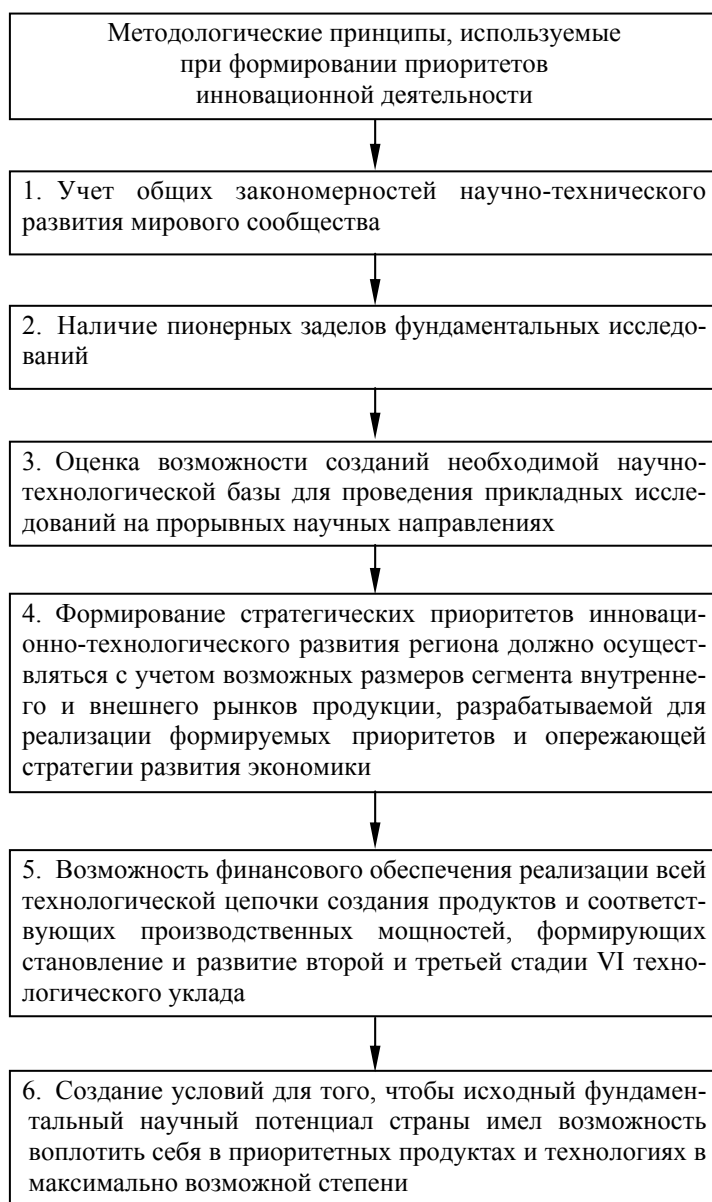 Методологические принципы, используемые
при формировании приоритетов
инновационной деятельности
1. Учет общих закономерностей научно-технического
развития мирового сообщества
2. Наличие пионерных заделов фундаментальных исследо-
ваний
3. Оценка возможности созданий необходимой научно-
технологической базы для проведения прикладных иссле-
дований на прорывных научных направлениях
4. Формирование стратегических приоритетов инноваци-
онно-технологического развития региона должно осущест-
вляться с учетом возможных размеров сегмента внутренне-
го и внешнего рынков продукции, разрабатываемой для
реализации формируемых приоритетов и опережающей
стратегии развития экономики
5. Возможность финансового обеспечения реализации всей
технологической цепочки создания продуктов и соответст-
вующих производственных мощностей, формирующих
становление и развитие второй и третьей стадии VI техно-
логического уклада
6. Создание условий для того, чтобы исходный фундамен-
тальный научный потенциал страны имел возможность
воплотить себя в приоритетных продуктах и технологиях в
максимально возможной степени